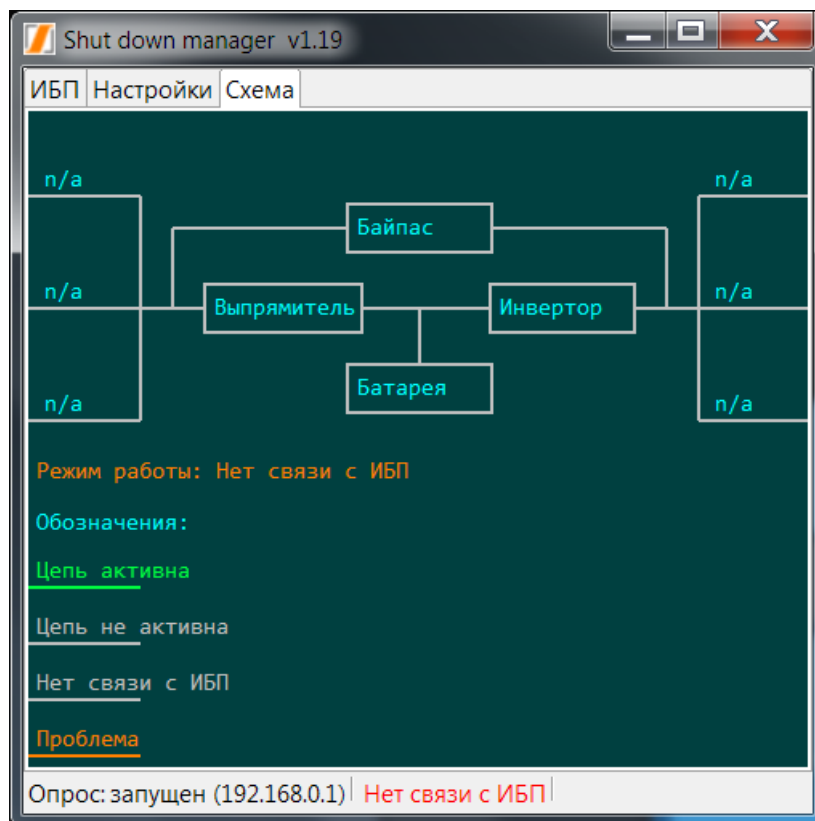 Shut down manager v1.19
ИБП Настройки Схема
n/a n/a
Байпас
n/a Выпрямитель Инвертор n/a
Батарея
n/a n/a
Режим работы: Нет связи с ИБП
Обозначения:
Цепь активна
Цепь не активна
Нет связи с ИБП
Проблема
Опрос: запущен (192.168.0.1) Нет связи с ИБП